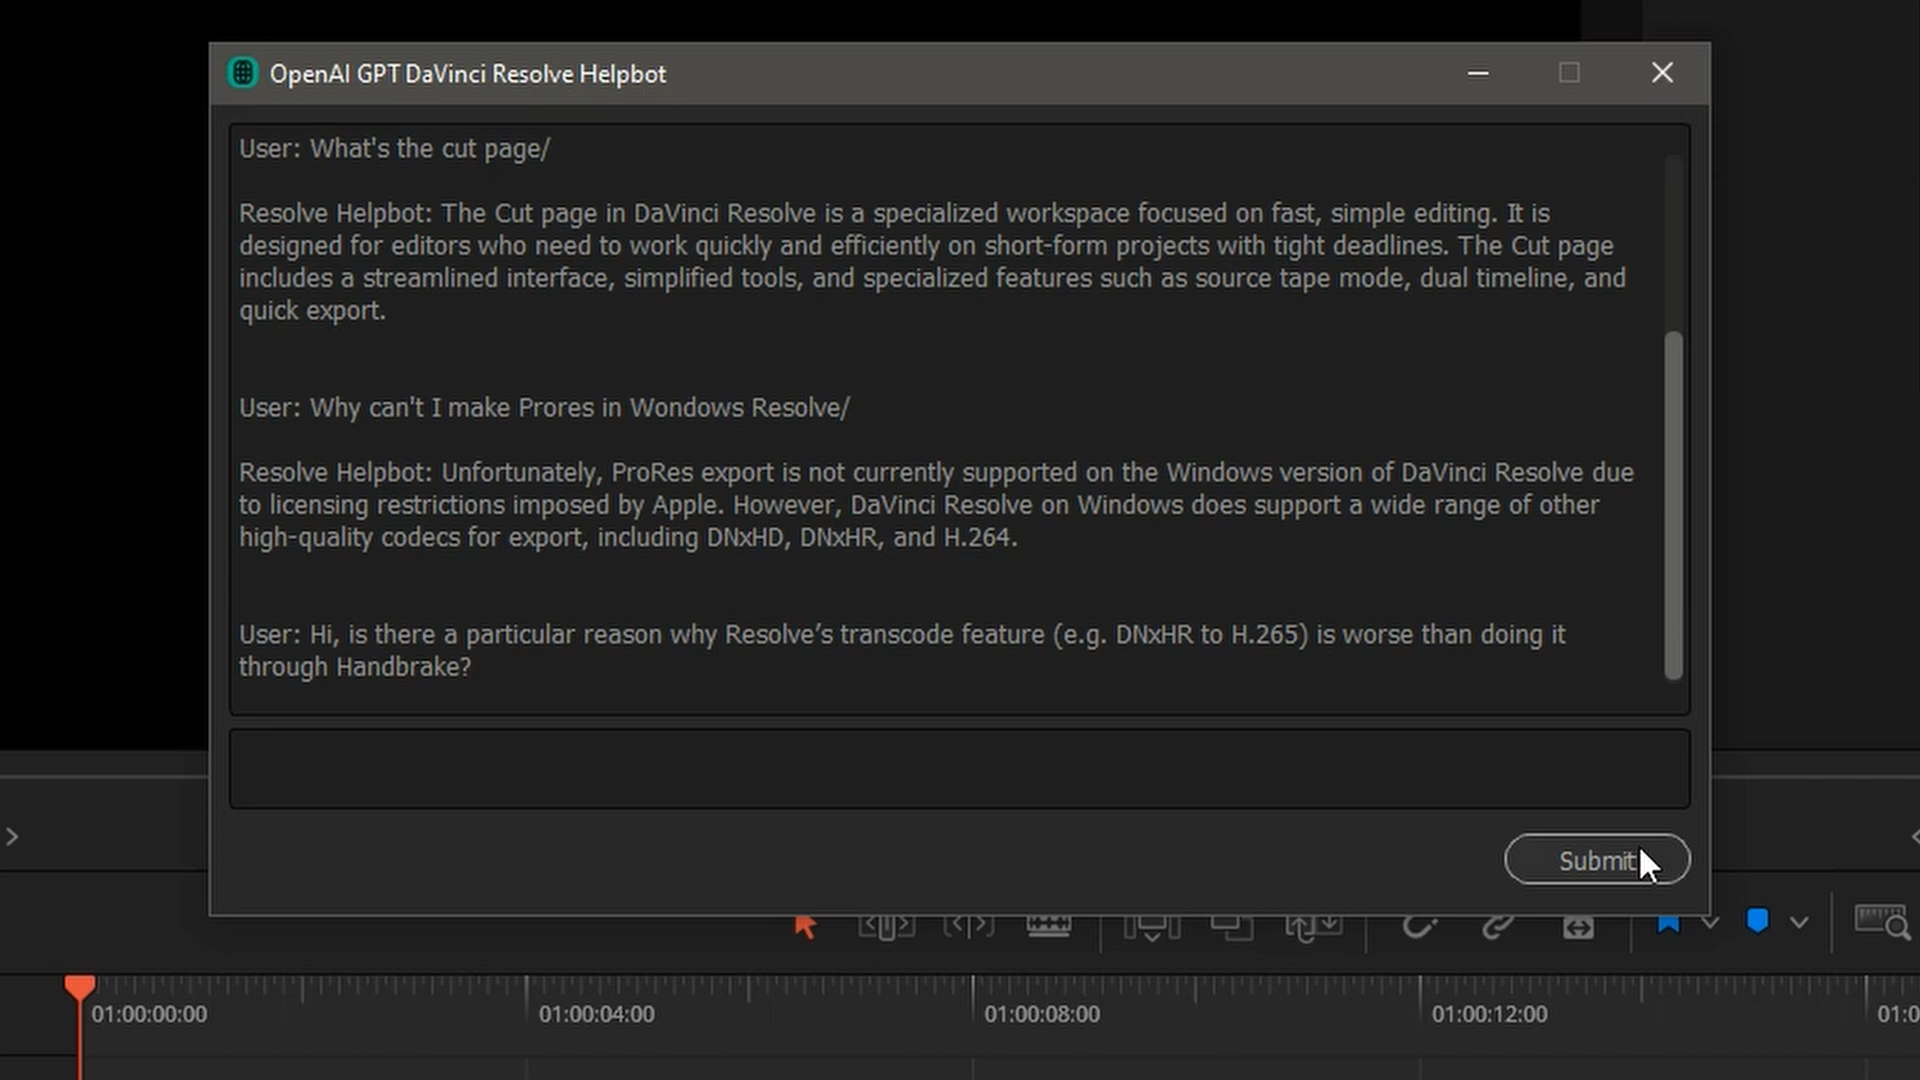 OpenAI GPT DaVinci Resolve Helpbot
User: What's the cut page/
Resolve Helpbot: The Cut page in DaVinci Resolve is a specialized workspace focused on fast, simple editing. It is
designed for editors who need to work quickly and efficiently on short-form projects with tight deadlines. The Cut page
includes a streamlined interface, simplified tools, and specialized features such as source tape mode, dual timeline, and
quick export.
User: Why can't I make Prores in Wondows Resolve/
Resolve Helpbot: Unfortunately, ProRes export is not currently supported on the Windows version of DaVinci Resolve due
to licensing restrictions imposed by Apple. However, DaVinci Resolve on Windows does support a wide range of other
high-quality codecs for export, including DNxHD, DNxHR, and H.264.
User: Hi, is there a particular reason why Resolve’s transcode feature (e.g. DNxHR to H.265) is worse than doing it
through Handbrake?
Submit
01:00:00:00 01:00:04:00 01:00:08:00 01:00:12:00